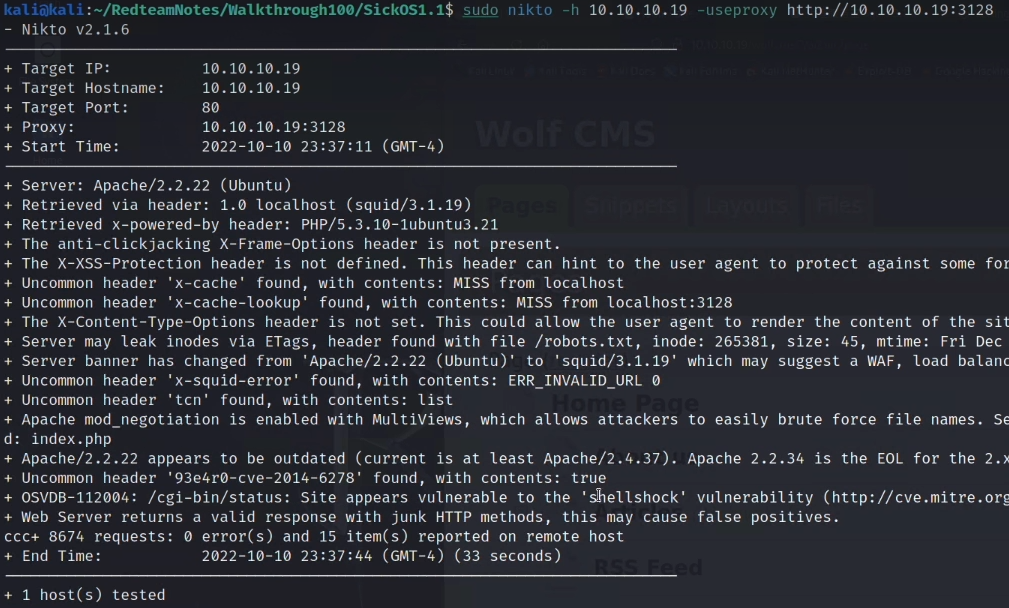 kali@kali:~/RedteamNotes/Walkthrough100/SickOS1.1$ sudo nikto -h 10.10.10.19 -useproxy http://10.10.10.19:3128
- Nikto v2.1.6
+ Target IP: 10.10.10.19
+ Target Hostname: 10.10.10.19
+ Target Port: 80
+ Proxy: 10.10.10.19:3128
+ Start Time: 2022-10-10 23:37:11 (GMT-4)
Wolf CMS
+ Server: Apache/2.2.22 (Ubuntu)
+ Retrieved via header: 1.0 localhost (squid/3.1.19)
Pages Snippets Layouts Files
+ Retrieved x-powered-by header: PHP/5.3.10-1ubuntu3.21
+ The anti-clickjacking X-Frame-Options header is not present.
+ The X-XSS-Protection header is not defined. This header can hint to the user agent to protect against some for
+ Uncommon header 'x-cache' found, with contents: MISS from localhost
+ Uncommon header 'x-cache-lookup' found, with contents: MISS from localhost:3128
+ The X-Content-Type-Options header is not set. This could allow the user agent to render the content of the sit
+ Server may leak inodes via ETags, header found with file /robots.txt, inode: 265381, size: 45, mtime: Fri Dec
+ Server banner has changed from 'Apache/2.2.22 (Ubuntu)' to 'squid/3.1.19' which may suggest a WAF, load balanc
+ Uncommon header 'x-squid-error' found, with contents: ERR_INVALID_URL 0
+ Uncommon header 'tcn' found, with contents: list
Home Page
+ Apache mod_negotiation is enabled with MultiViews, which allows attackers to easily brute force file names. Se
d: index.php
+ Apache/2.2.22 appears to be outdated (current is at least Apache/2.4.37). Apache 2.2.34 is the EOL for the 2.x
+ Uncommon header '93e4r0-cve-2014-6278' found, with contents: true
+ OSVDB-112004: /cgi-bin/status: Site appears vulnerable to the 'shellshock' vulnerability (http://cve.mitre.org
Articles
+ Web Server returns a valid response with junk HTTP methods, this may cause false positives.
ccc+ 8674 requests: 0 error(s) and 15 item(s) reported on remote host
+ End Time: 2022-10-10 23:37:44 (GMT-4) (33 seconds)
RSS Feed
+ 1 host(s) tested